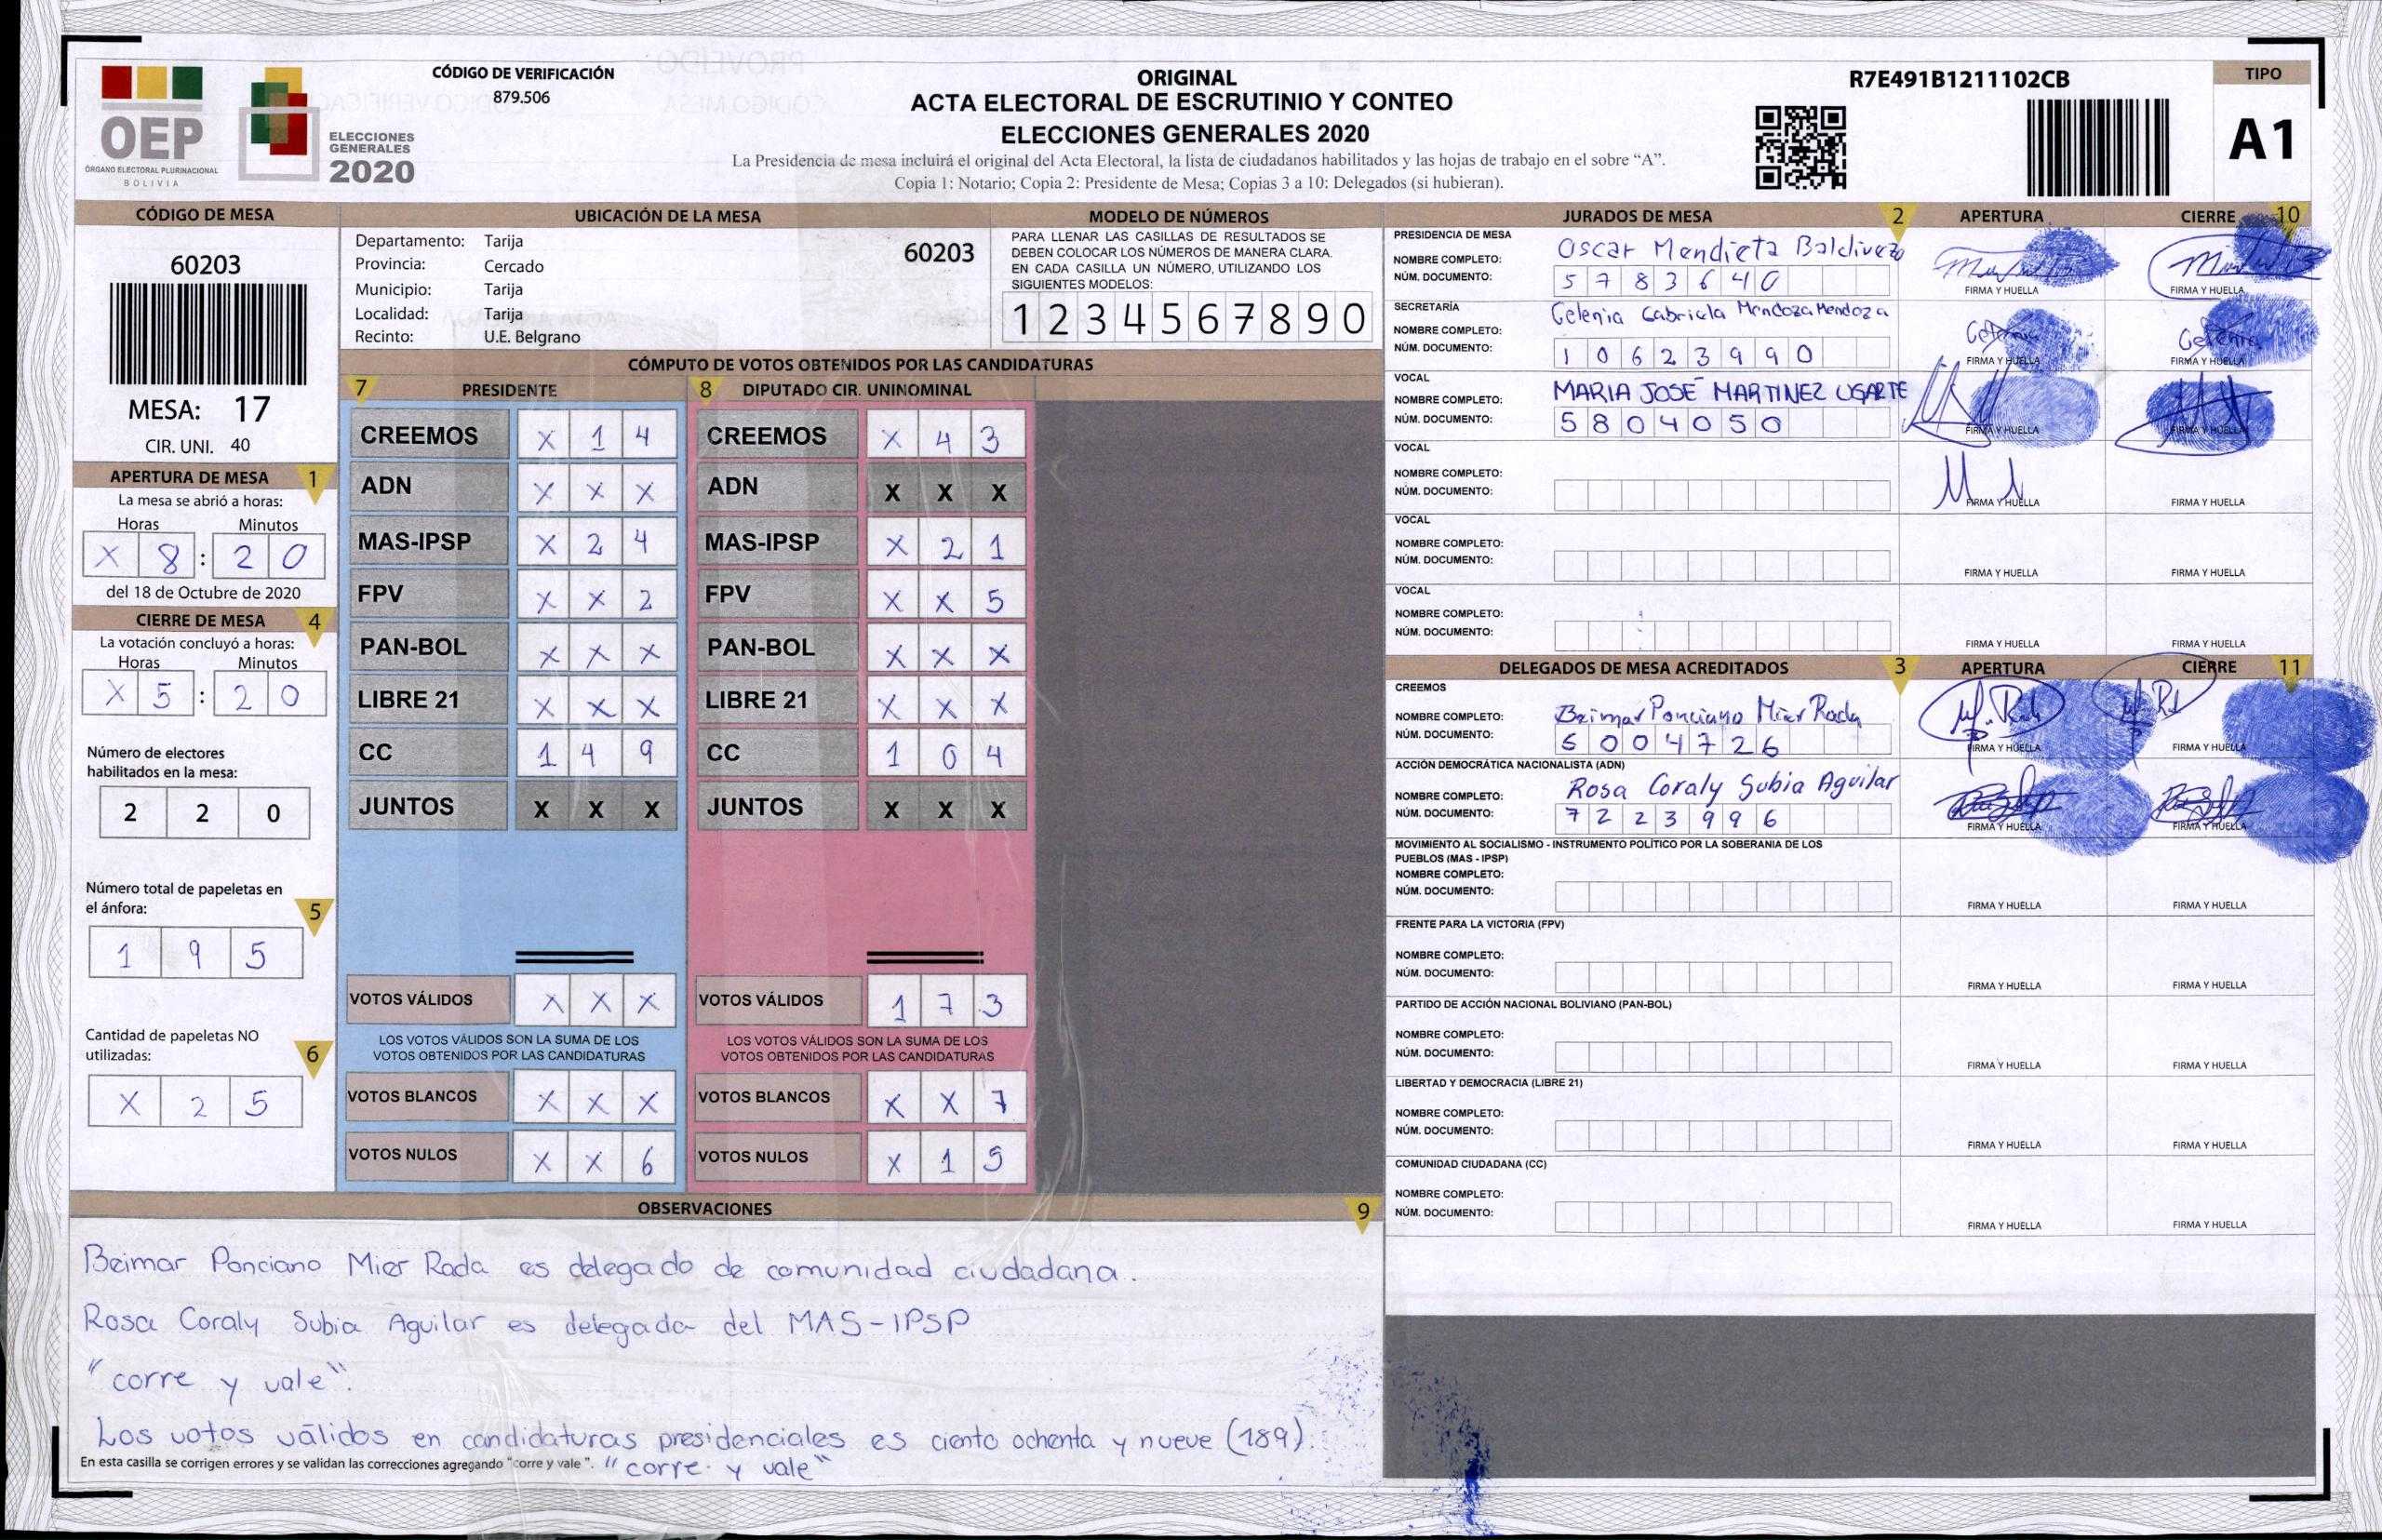 CÓDIGO DE VERIFICACIÓN
879.506
OEP
ÓRGANO ELECTORAL PLURINACIONAL
BOLIVIA
ELECCIONES
GENERALES
2020
ORIGINAL
ACTA ELECTORAL DE ESCRUTINIO Y CONTEO
ELECCIONES GENERALES 2020
La Presidencia de mesa incluirá el original del Acta Electoral, la lista de ciudadanos habilitados y las hojas de trabajo en el sobre “A”.
Copia 1: Notario; Copia 2: Presidente de Mesa; Copias 3 a 10: Delegados (si hubieran).
R7E491B1211102CB
TIPO
A1
CÓDIGO DE MESA
60203
MESA: 17
CIR. UNI. 40
APERTURA DE MESA 1
La mesa se abrió a horas:
Horas Minutos
X 8 : 2 0
del 18 de Octubre de 2020
CIERRE DE MESA 4
La votación concluyó a horas:
Horas Minutos
X 5 : 2 0
Número de electores
habilitados en la mesa:
2 2 0
Número total de papeletas en
el ánfora: 5
1 9 5
Cantidad de papeletas NO
utilizadas: 6
X 2 5
UBICACIÓN DE LA MESA
Departamento: Tarija 60203
Provincia: Cercado
Municipio: Tarija
Localidad: Tarija
Recinto: U.E. Belgrano
MODELO DE NÚMEROS
PARA LLENAR LAS CASILLAS DE RESULTADOS SE
DEBEN COLOCAR LOS NÚMEROS DE MANERA CLARA.
EN CADA CASILLA UN NÚMERO, UTILIZANDO LOS
SIGUIENTES MODELOS:
1 2 3 4 5 6 7 8 9 0
CÓMPUTO DE VOTOS OBTENIDOS POR LAS CANDIDATURAS
7 PRESIDENTE 8 DIPUTADO CIR. UNINOMINAL
CREEMOS X 1 4 CREEMOS X 4 3
ADN X X X ADN X X X
MAS-IPSP X 2 4 MAS-IPSP X 2 1
FPV X X 2 FPV X X 5
PAN-BOL X X X PAN-BOL X X X
LIBRE 21 X X X LIBRE 21 X X X
CC 1 4 9 CC 1 0 4
JUNTOS X X X JUNTOS X X X
VOTOS VÁLIDOS X X X VOTOS VÁLIDOS 1 7 3
LOS VOTOS VÁLIDOS SON LA SUMA DE LOS LOS VOTOS VÁLIDOS SON LA SUMA DE LOS
VOTOS OBTENIDOS POR LAS CANDIDATURAS VOTOS OBTENIDOS POR LAS CANDIDATURAS
VOTOS BLANCOS X X X VOTOS BLANCOS X X 7
VOTOS NULOS X X 6 VOTOS NULOS X 1 5
OBSERVACIONES 9
Beimar Ponciano Mier Rada es delegado de comunidad ciudadana.
Rosa Coraly Subia Aguilar es delegada del MAS-IPSP
"corre y vale".
Los votos válidos en candidaturas presidenciales es ciento ochenta y nueve (189).
En esta casilla se corrigen errores y se validan las correcciones agregando "corre y vale". "corre y vale"
JURADOS DE MESA 2 APERTURA CIERRE 10
PRESIDENCIA DE MESA
NOMBRE COMPLETO: Oscar Mendieta Baldivezo
NÚM. DOCUMENTO: 5 7 8 3 6 4 0
FIRMA Y HUELLA FIRMA Y HUELLA
SECRETARÍA
NOMBRE COMPLETO: Celenia Gabriela Mendoza Mendoza
NÚM. DOCUMENTO: 1 0 6 2 3 9 9 0
FIRMA Y HUELLA FIRMA Y HUELLA
VOCAL
NOMBRE COMPLETO: MARIA JOSÉ MARTINEZ UGARTE
NÚM. DOCUMENTO: 5 8 0 4 0 5 0
FIRMA Y HUELLA FIRMA Y HUELLA
VOCAL
NOMBRE COMPLETO:
NÚM. DOCUMENTO:
FIRMA Y HUELLA FIRMA Y HUELLA
VOCAL
NOMBRE COMPLETO:
NÚM. DOCUMENTO:
FIRMA Y HUELLA FIRMA Y HUELLA
VOCAL
NOMBRE COMPLETO:
NÚM. DOCUMENTO:
FIRMA Y HUELLA FIRMA Y HUELLA
DELEGADOS DE MESA ACREDITADOS 3 APERTURA CIERRE 11
CREEMOS
NOMBRE COMPLETO: Beimar Ponciano Mier Rada
NÚM. DOCUMENTO: 5 0 0 4 7 2 6
FIRMA Y HUELLA FIRMA Y HUELLA
ACCIÓN DEMOCRÁTICA NACIONALISTA (ADN)
NOMBRE COMPLETO: Rosa Coraly Subia Aguilar
NÚM. DOCUMENTO: 7 2 2 3 9 9 6
FIRMA Y HUELLA FIRMA Y HUELLA
MOVIMIENTO AL SOCIALISMO - INSTRUMENTO POLÍTICO POR LA SOBERANIA DE LOS
PUEBLOS (MAS - IPSP)
NOMBRE COMPLETO:
NÚM. DOCUMENTO:
FIRMA Y HUELLA FIRMA Y HUELLA
FRENTE PARA LA VICTORIA (FPV)
NOMBRE COMPLETO:
NÚM. DOCUMENTO:
FIRMA Y HUELLA FIRMA Y HUELLA
PARTIDO DE ACCIÓN NACIONAL BOLIVIANO (PAN-BOL)
NOMBRE COMPLETO:
NÚM. DOCUMENTO:
FIRMA Y HUELLA FIRMA Y HUELLA
LIBERTAD Y DEMOCRACIA (LIBRE 21)
NOMBRE COMPLETO:
NÚM. DOCUMENTO:
FIRMA Y HUELLA FIRMA Y HUELLA
COMUNIDAD CIUDADANA (CC)
NOMBRE COMPLETO:
NÚM. DOCUMENTO:
FIRMA Y HUELLA FIRMA Y HUELLA